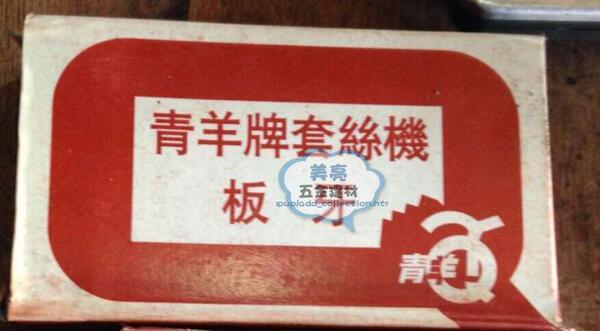 青羊牌套絲機
板 牙
美亮
五金建材
青羊